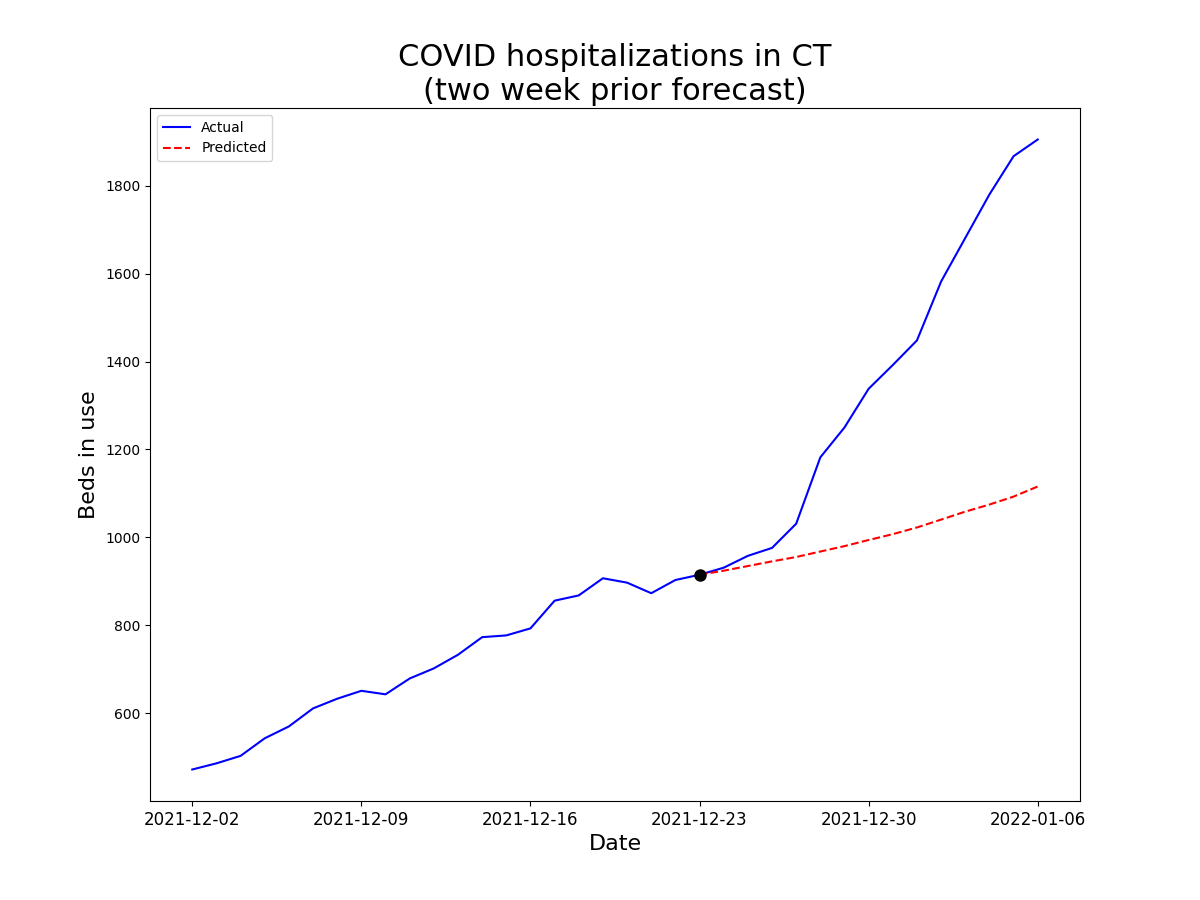 COVID hospitalizations in CT
(two week prior forecast)
Actual
Predicted
1800
1600
1400
1200
1000
800
600
Beds in use
2021-12-02
2021-12-09
2021-12-16
2021-12-23
2021-12-30
2022-01-06
Date